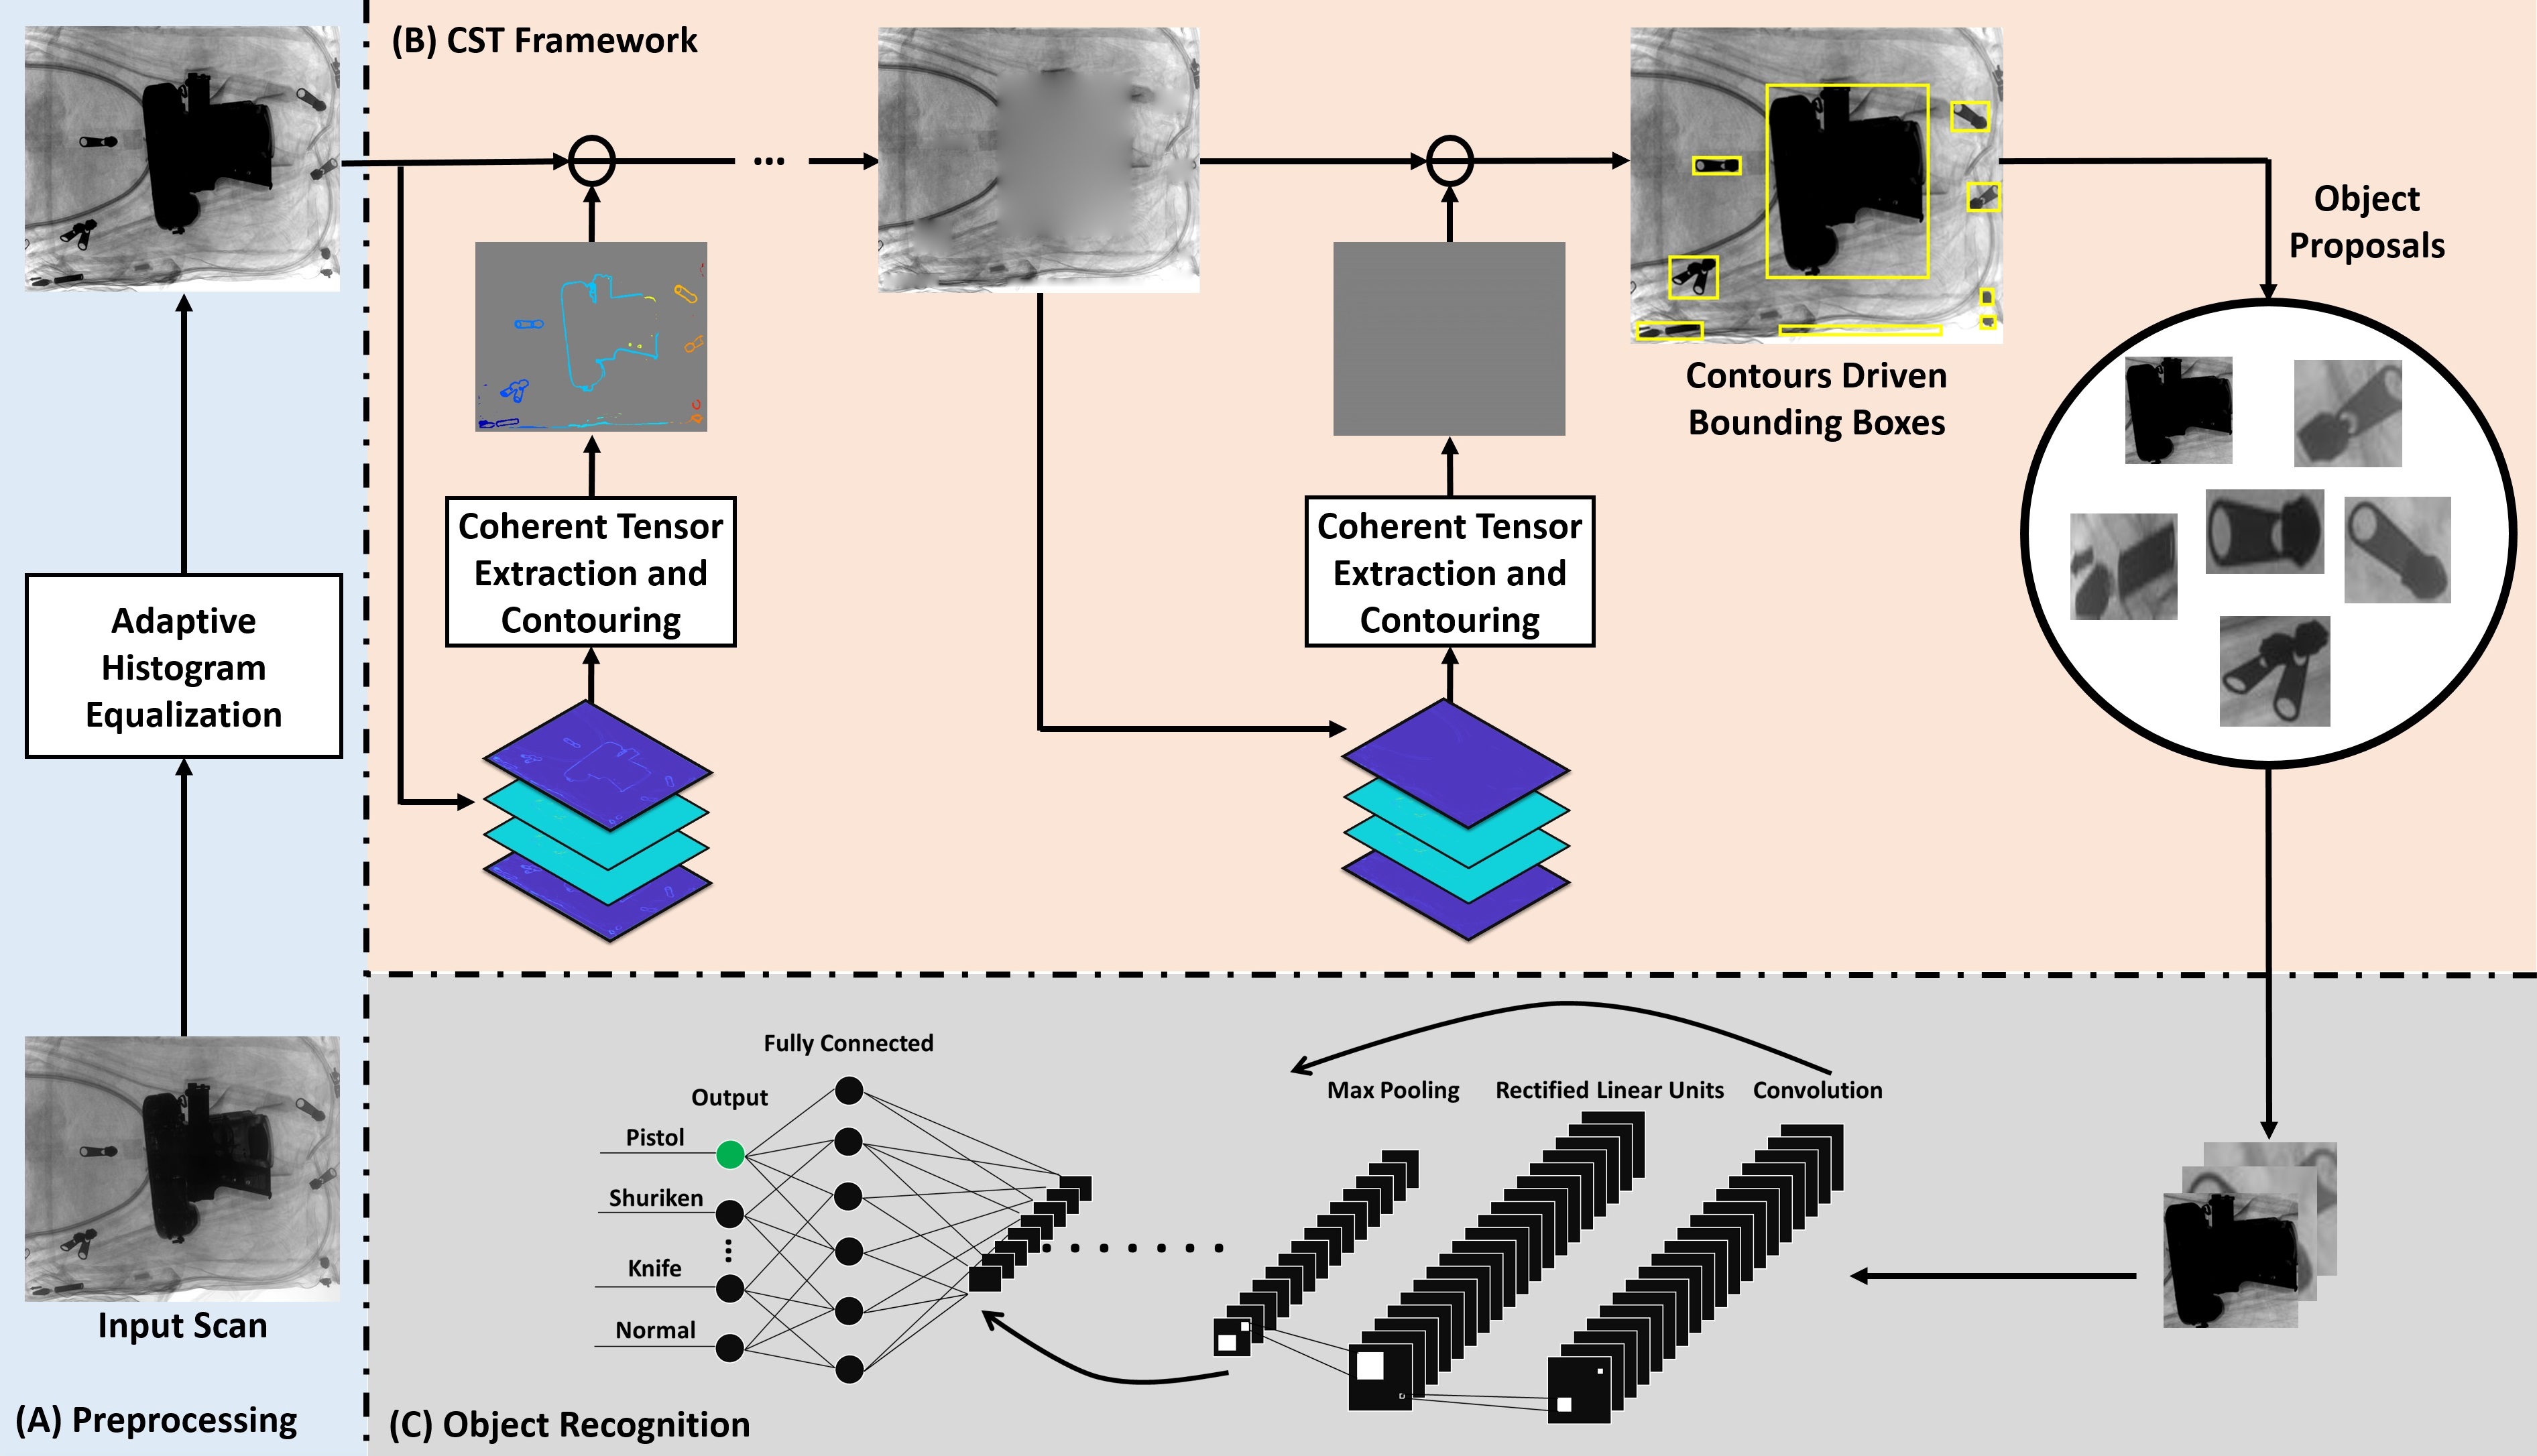 (B) CST Framework
Object
Proposals
Contours Driven
Bounding Boxes
Coherent Tensor
Extraction and
Contouring
Coherent Tensor
Extraction and
Contouring
Adaptive
Histogram
Equalization
Input Scan
(A) Preprocessing
Fully Connected
Output
Pistol
Shuriken
Knife
Normal
Max Pooling
Rectified Linear Units
Convolution
(C) Object Recognition